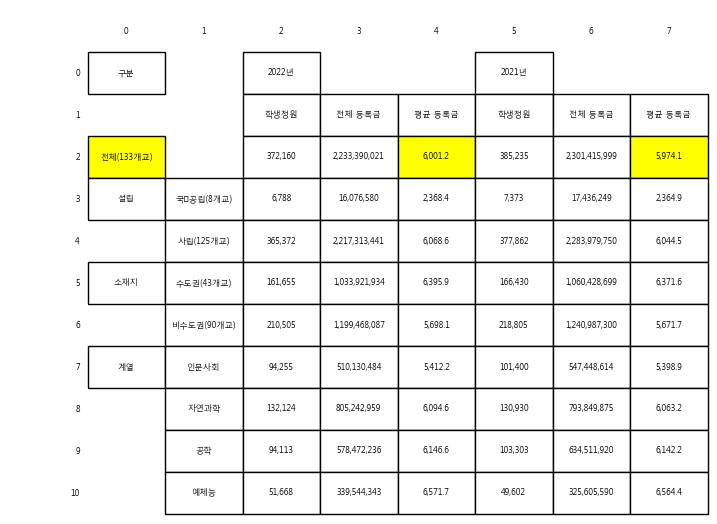 0 1 2 3 4 5 6 7
0 구분 2022년 2021년
1 학생정원 전체 등록금 평균 등록금 학생정원 전체 등록금 평균 등록금
2 전체(133개교) 372,160 2,233,390,021 6,001.2 385,235 2,301,415,999 5,974.1
3 설립 국□공립(8개교) 6,788 16,076,580 2,368.4 7,373 17,436,249 2,364.9
4 사립(125개교) 365,372 2,217,313,441 6,068.6 377,862 2,283,979,750 6,044.5
5 소재지 수도권(43개교) 161,655 1,033,921,934 6,395.9 166,430 1,060,428,699 6,371.6
6 비수도권(90개교) 210,505 1,199,468,087 5,698.1 218,805 1,240,987,300 5,671.7
7 계열 인문사회 94,255 510,130,484 5,412.2 101,400 547,448,614 5,398.9
8 자연과학 132,124 805,242,959 6,094.6 130,930 793,849,875 6,063.2
9 공학 94,113 578,472,236 6,146.6 103,303 634,511,920 6,142.2
10 예체능 51,668 339,544,343 6,571.7 49,602 325,605,590 6,564.4